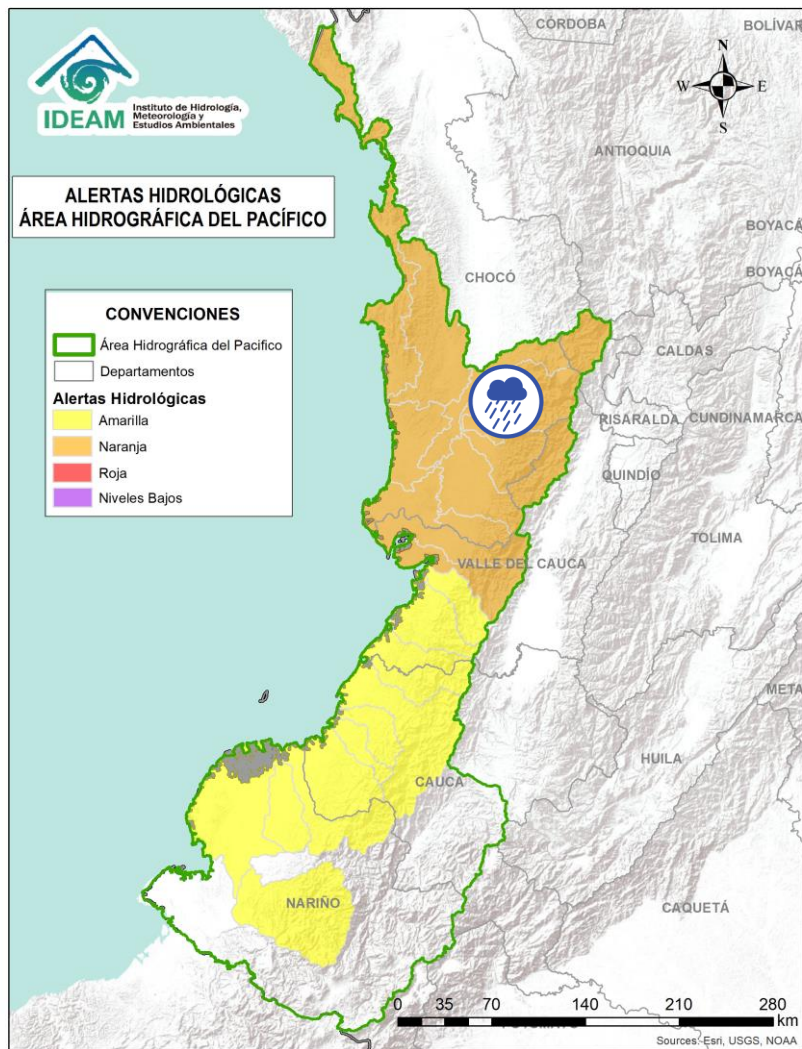 CÓRDOBA
BOLÍVAR
N
W E
S
IDEAM
Instituto de Hidrología,
Meteorología y
Estudios Ambientales
ANTIOQUIA
ALERTAS HIDROLÓGICAS
ÁREA HIDROGRÁFICA DEL PACÍFICO
BOYACÁ
BOYACÁ
CHOCÓ
CONVENCIONES
Área Hidrográfica del Pacifico
Departamentos
Alertas Hidrológicas
Amarilla
Naranja
Roja
Niveles Bajos
CALDAS
RISARALDA
CUNDINAMARCA
QUINDÍO
TOLIMA
VALLE DEL CAUCA
META
HUILA
CAUCA
NARIÑO
CAQUETÁ
0 35 70 140 210 280
km
Sources: Esri, USGS, NOAA